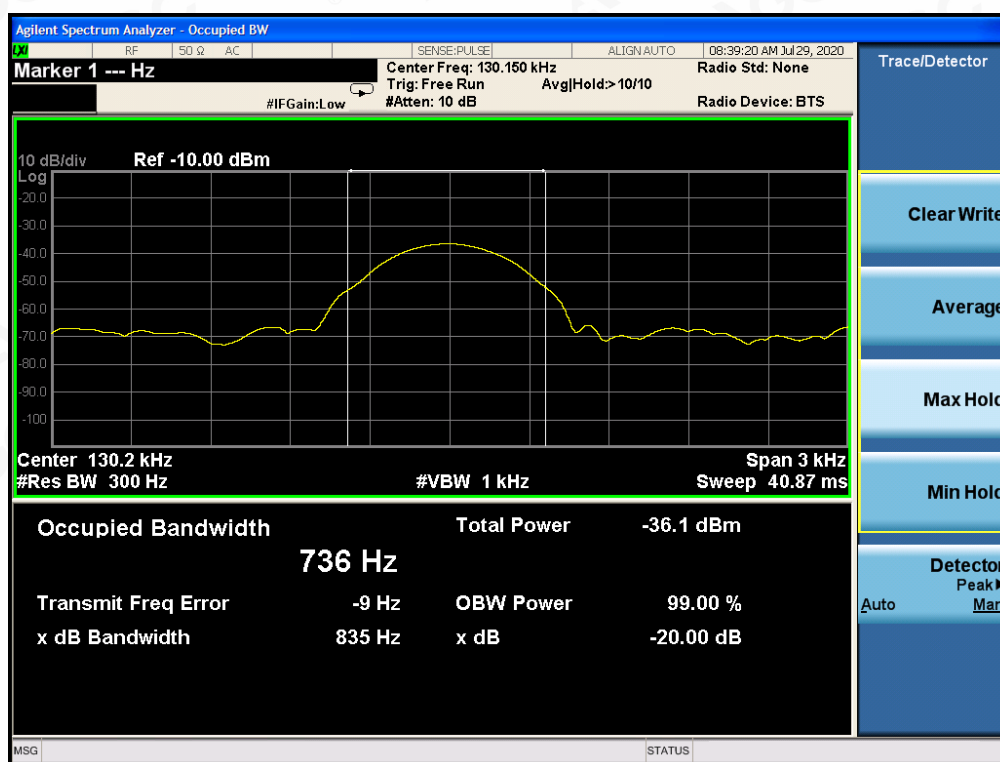 Agilent Spectrum Analyzer - Occupied BW
LXI RF 50 Ω AC SENSE:PULSE ALIGN AUTO 08:39:20 AM Jul 29, 2020
Marker 1 --- Hz
Center Freq: 130.150 kHz Radio Std: None
Trig: Free Run Avg|Hold:>10/10
#IFGain:Low #Atten: 10 dB Radio Device: BTS
10 dB/div Ref -10.00 dBm
Log
-20.0
-30.0
-40.0
-50.0
-60.0
-70.0
-80.0
-90.0
-100
Center 130.2 kHz Span 3 kHz
#Res BW 300 Hz #VBW 1 kHz Sweep 40.87 ms
Occupied Bandwidth Total Power -36.1 dBm
736 Hz
Transmit Freq Error -9 Hz OBW Power 99.00 %
x dB Bandwidth 835 Hz x dB -20.00 dB
MSG STATUS
Trace/Detector
Clear Write
Average
Max Hold
Min Hold
Detector
Peak
Auto Man